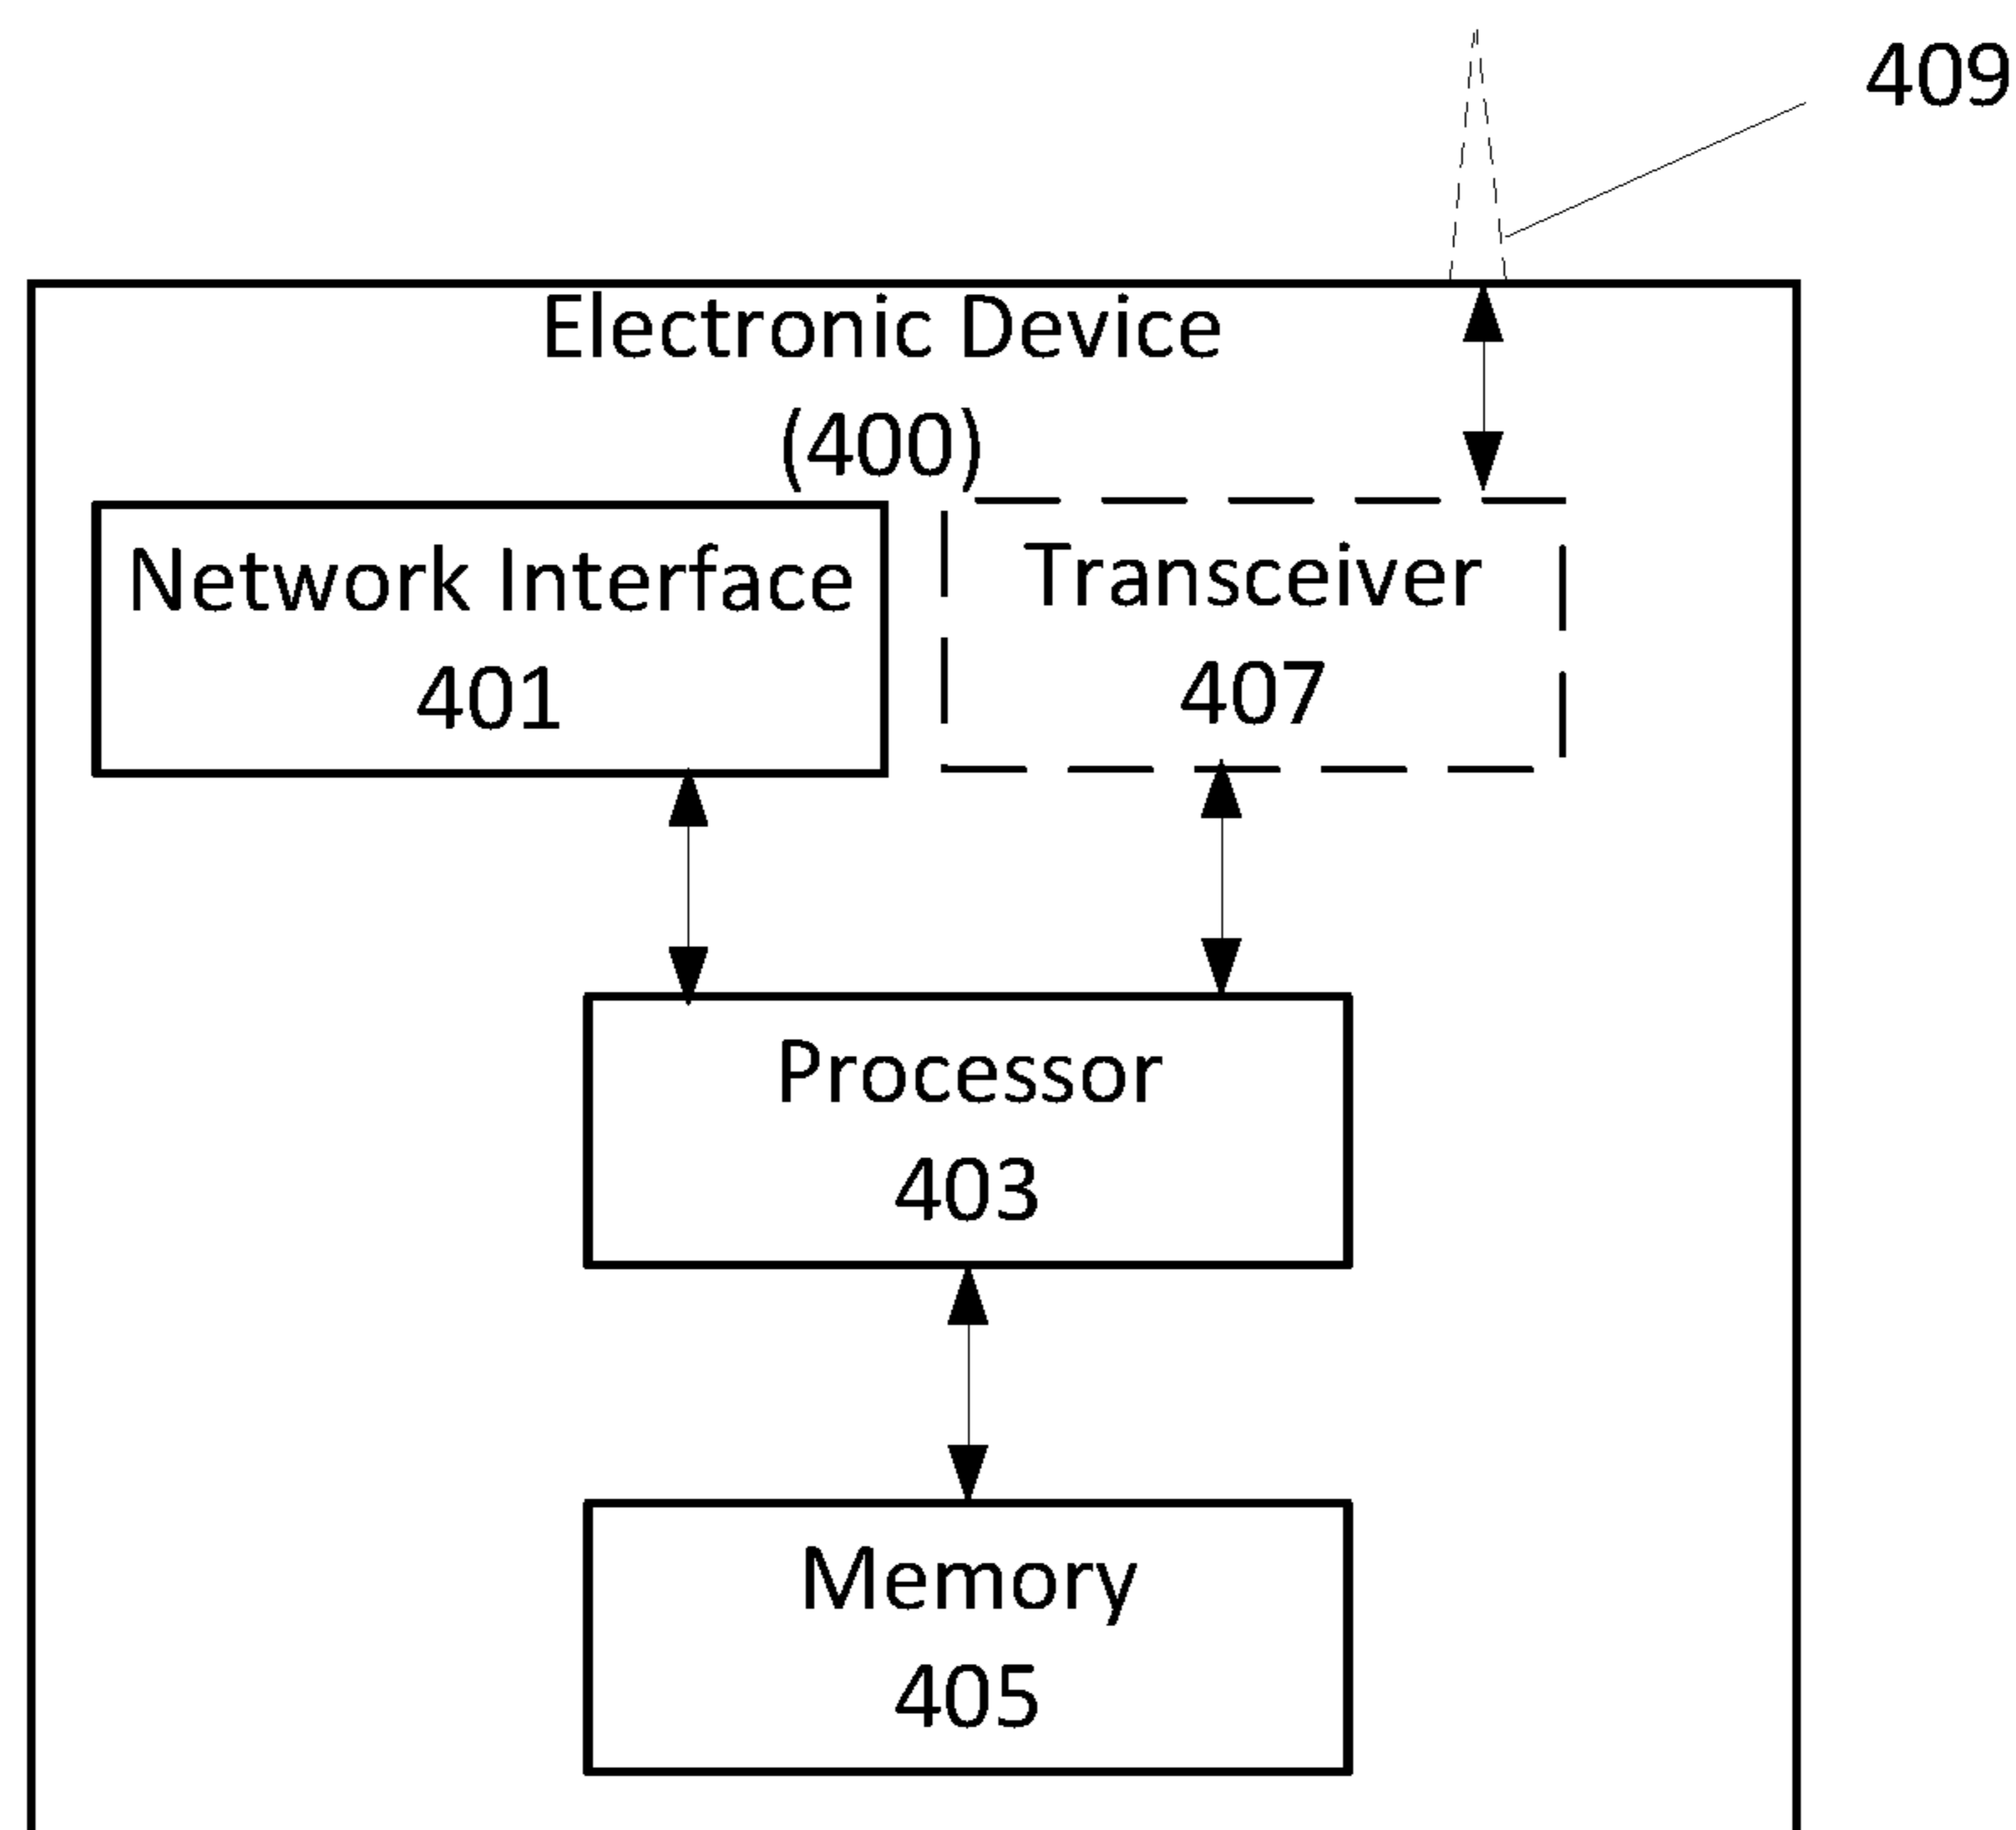 409
Electronic Device
(400)
Network Interface
401
Transceiver
407
Processor
403
Memory
405